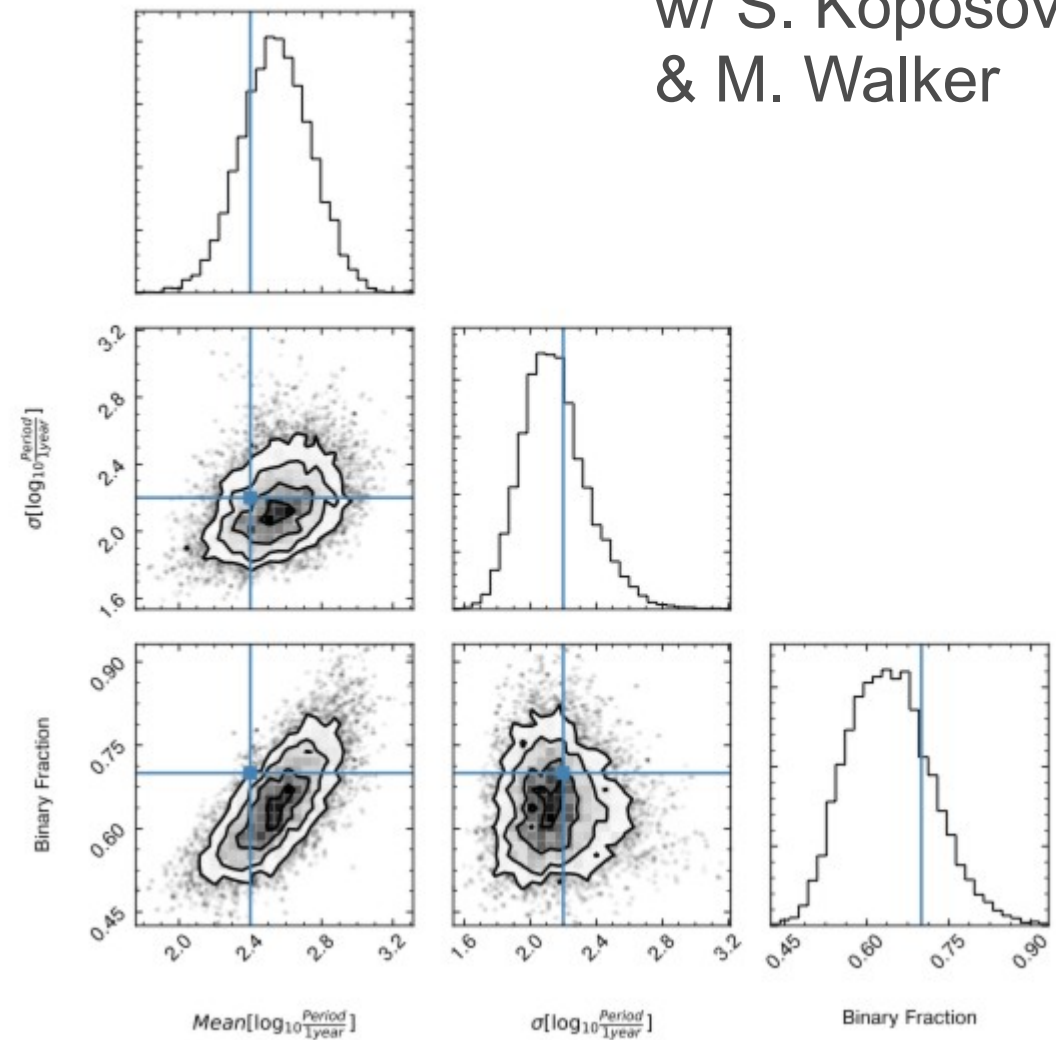 w/ S. Koposov
& M. Walker
3.2
2.8
2.4
2.0
1.6
σ[log₁₀ Period/1year]
0.90
0.75
0.60
0.45
Binary Fraction
2.0 2.4 2.8 3.2
1.6 2.0 2.4 2.8 3.2
0.45 0.60 0.75 0.90
Mean[log₁₀ Period/1year]
σ[log₁₀ Period/1year]
Binary Fraction